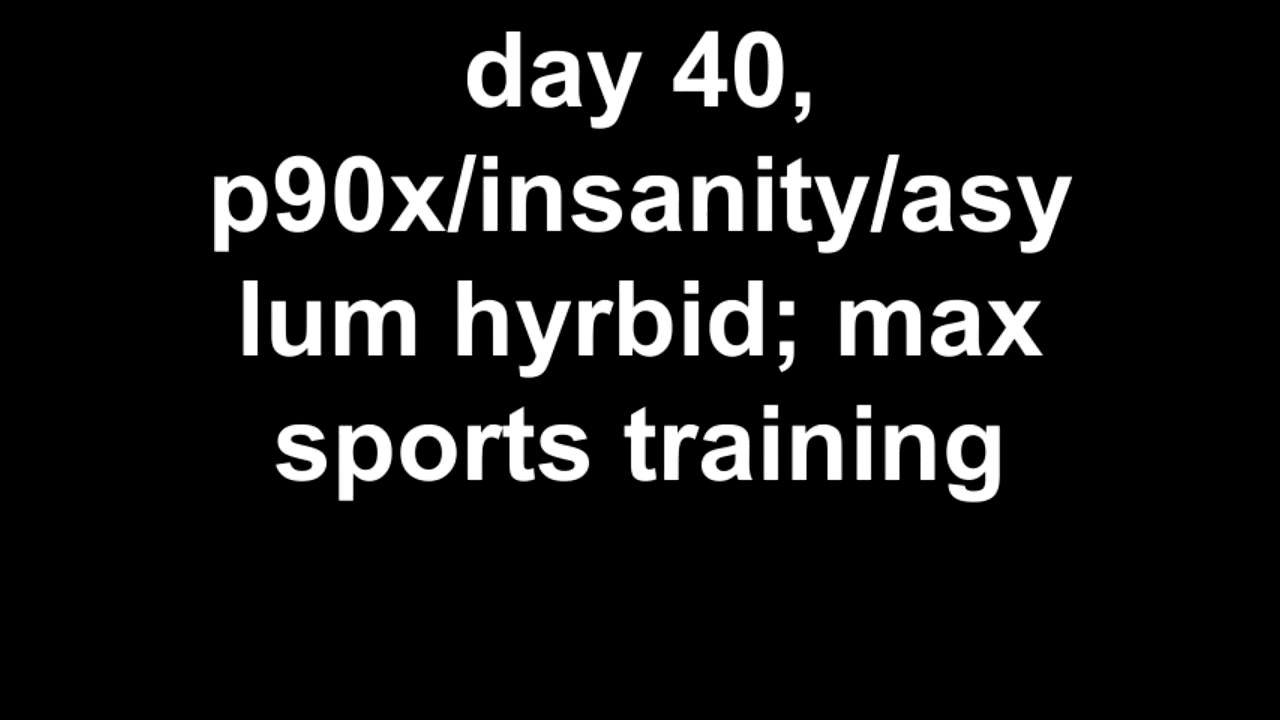 day 40,
p90x/insanity/asy
lum hyrbid; max
sports training